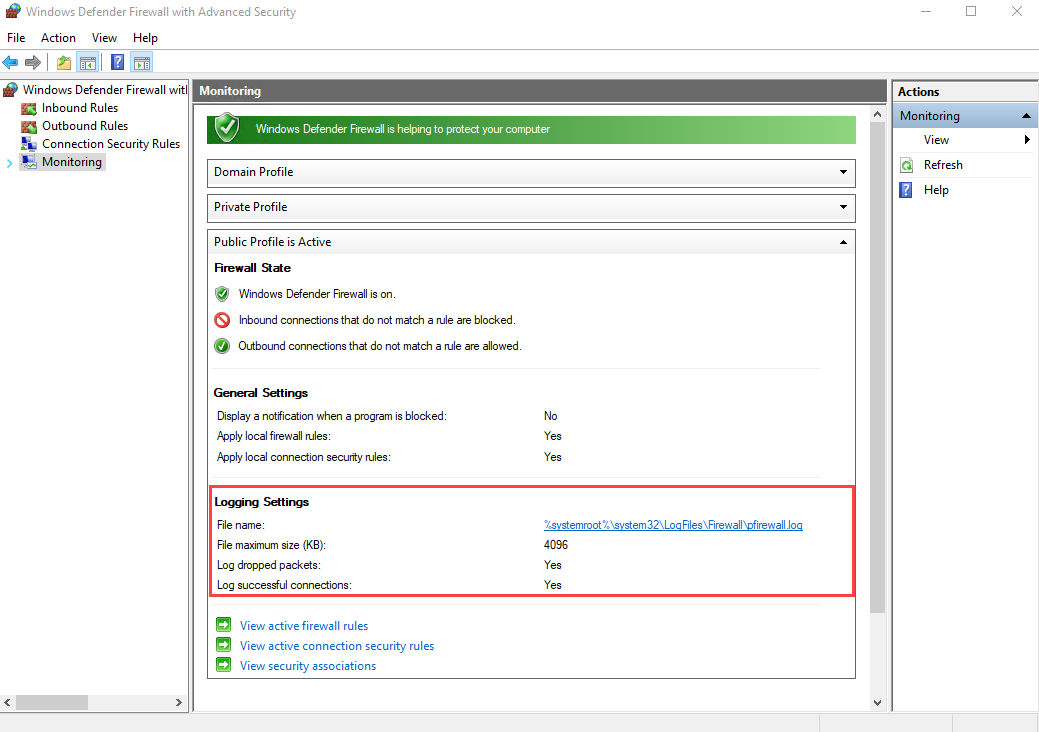 Windows Defender Firewall with Advanced Security
File Action View Help
Windows Defender Firewall wit
Inbound Rules
Outbound Rules
Connection Security Rules
Monitoring
Monitoring
Windows Defender Firewall is helping to protect your computer
Domain Profile
Private Profile
Public Profile is Active
Firewall State
Windows Defender Firewall is on.
Inbound connections that do not match a rule are blocked.
Outbound connections that do not match a rule are allowed.
General Settings
Display a notification when a program is blocked: No
Apply local firewall rules: Yes
Apply local connection security rules: Yes
Logging Settings
File name: %systemroot%\system32\LogFiles\Firewall\pfirewall.log
File maximum size (KB): 4096
Log dropped packets: Yes
Log successful connections: Yes
View active firewall rules
View active connection security rules
View security associations
Actions
Monitoring
View
Refresh
Help